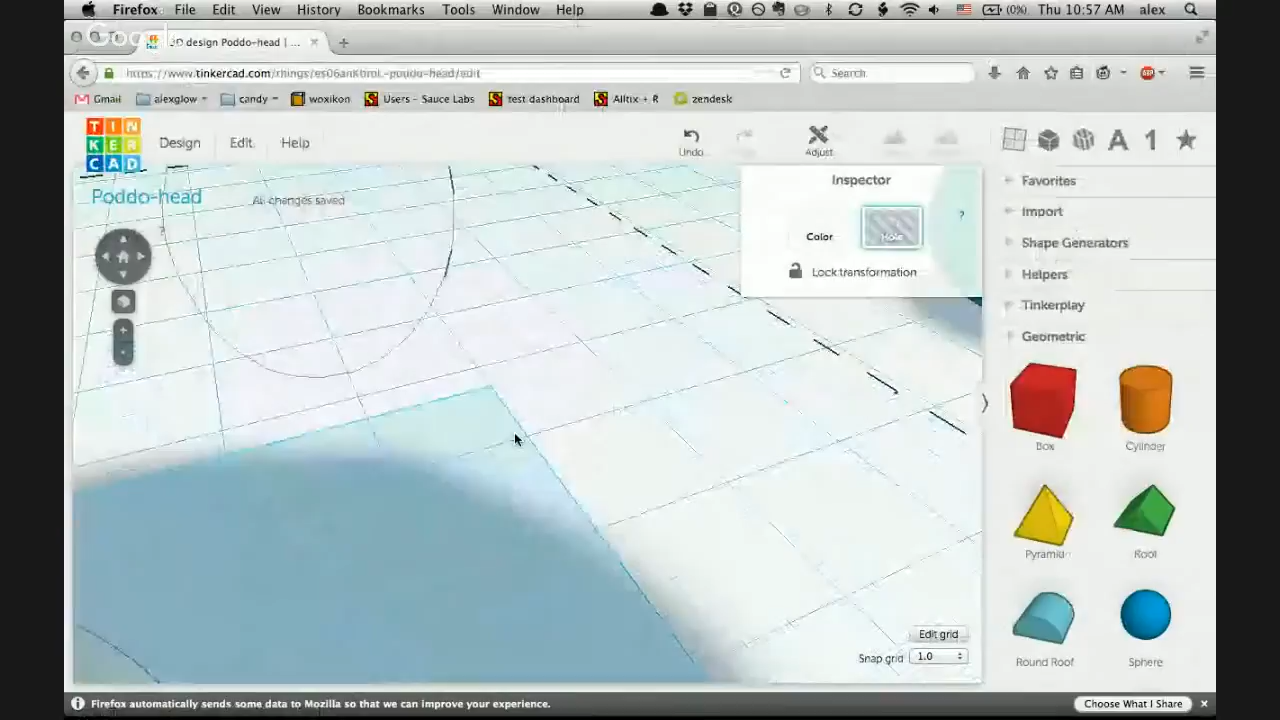 Firefox File Edit View History Bookmarks Tools Window Help (0%) Thu 10:57 AM alex
3D design Poddo-head | ...
Search
Gmail alexglow candy woxikon Users - Sauce Labs test dashboard Alltix + R zendesk
TIN
KER
CAD
Design Edit Help Undo Adjust
Poddo-head
All changes saved
Inspector
Color Hole
Lock transformation
?
Favorites
Import
Shape Generators
Helpers
Tinkerplay
Geometric
Box Cylinder
Pyramid Roof
Round Roof Sphere
Edit grid
Snap grid 1.0
Firefox automatically sends some data to Mozilla so that we can improve your experience. Choose What I Share